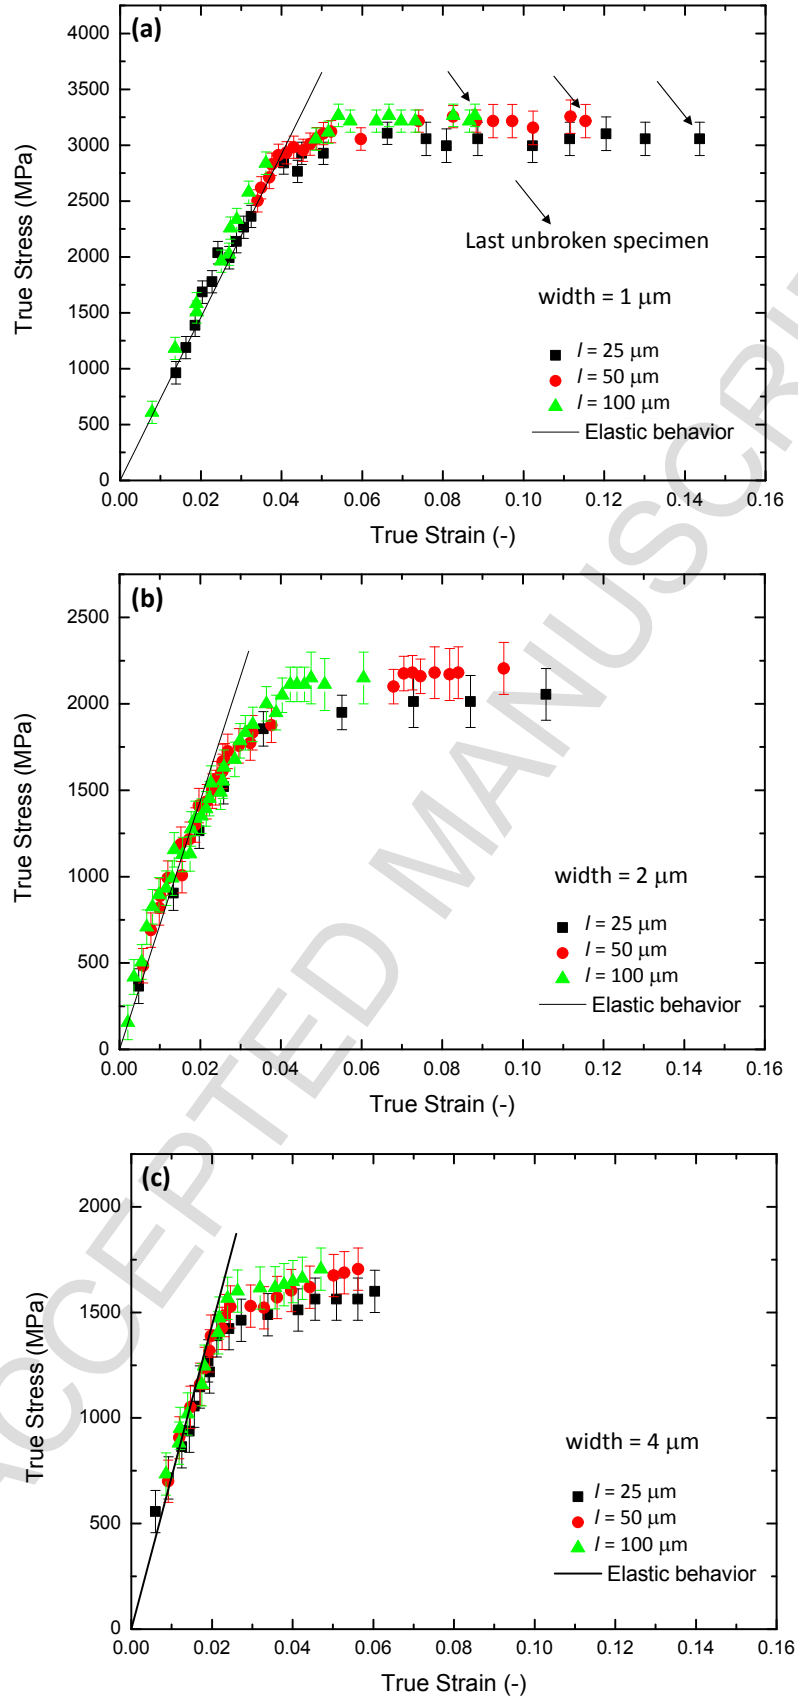 (a)
4000
3500
3000
2500
2000
1500
1000
500
0
True Stress (MPa)
Last unbroken specimen
width = 1 μm
l = 25 μm
l = 50 μm
l = 100 μm
Elastic behavior
0.00 0.02 0.04 0.06 0.08 0.10 0.12 0.14 0.16
True Strain (-)
(b)
2500
2000
1500
1000
500
0
True Stress (MPa)
width = 2 μm
l = 25 μm
l = 50 μm
l = 100 μm
Elastic behavior
0.00 0.02 0.04 0.06 0.08 0.10 0.12 0.14 0.16
True Strain (-)
(c)
2000
1500
1000
500
0
True Stress (MPa)
width = 4 μm
l = 25 μm
l = 50 μm
l = 100 μm
Elastic behavior
0.00 0.02 0.04 0.06 0.08 0.10 0.12 0.14 0.16
True Strain (-)
ACCEPTED MANUSCRI